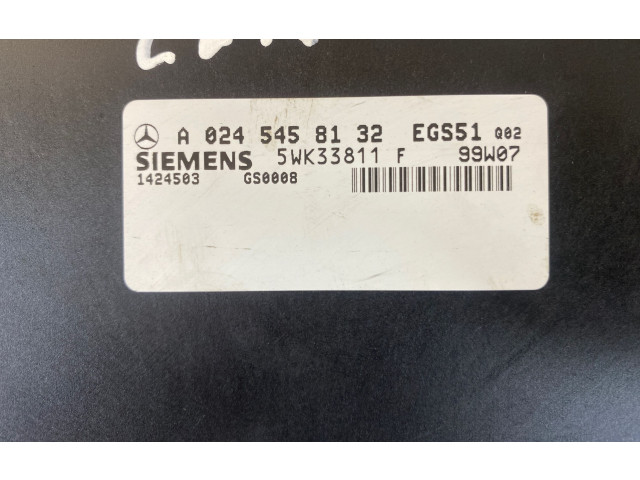 A 024 545 81 32 EGS51 Q02
SIEMENS 5WK33811 F 99W07
1424503 GS0008